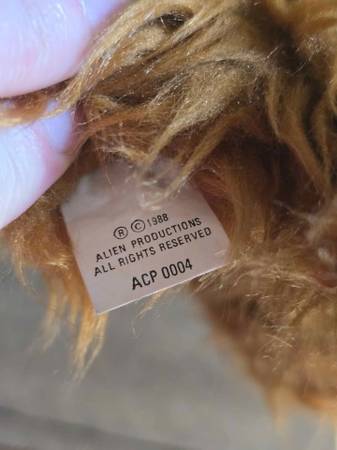 ® © 1988
ALIEN PRODUCTIONS
ALL RIGHTS RESERVED
ACP 0004